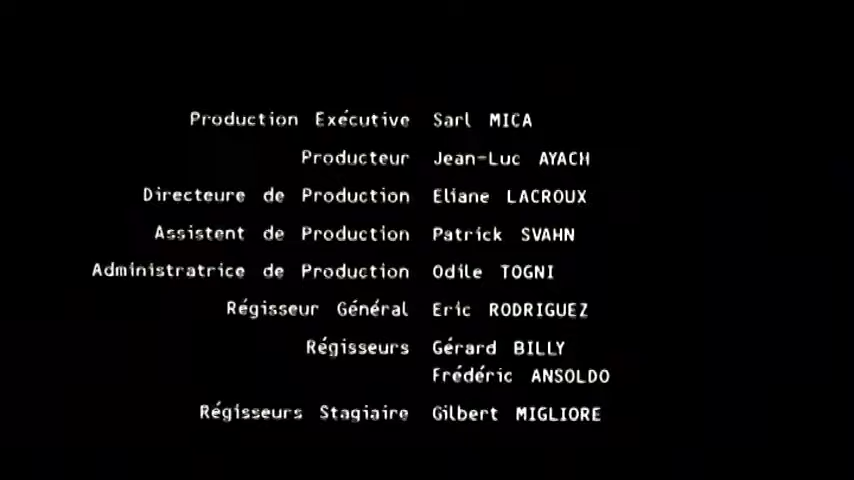 Production Exécutive Sarl MICA
Producteur Jean-Luc AYACH
Directeure de Production Eliane LACROUX
Assistent de Production Patrick SVAHN
Administratrice de Production Odile TOGNI
Régisseur Général Eric RODRIGUEZ
Régisseurs Gérard BILLY
Frédéric ANSOLDO
Régisseurs Stagiaire Gilbert MIGLIORE